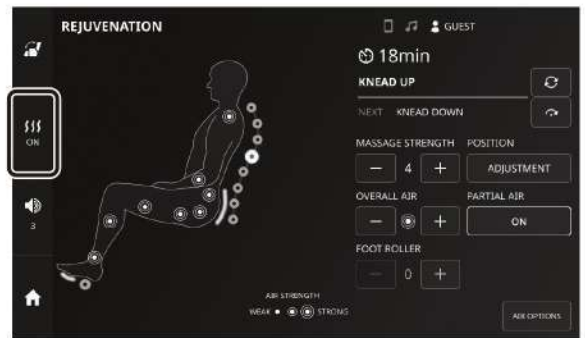 REJUVENATION
GUEST
18min
KNEAD UP
NEXT KNEAD DOWN
ON
MASSAGE STRENGTH POSITION
4 ADJUSTMENT
OVERALL AIR PARTIAL AIR
ON
3
FOOT ROLLER
0
AIR STRENGTH
WEAK STRONG
AIR OPTIONS